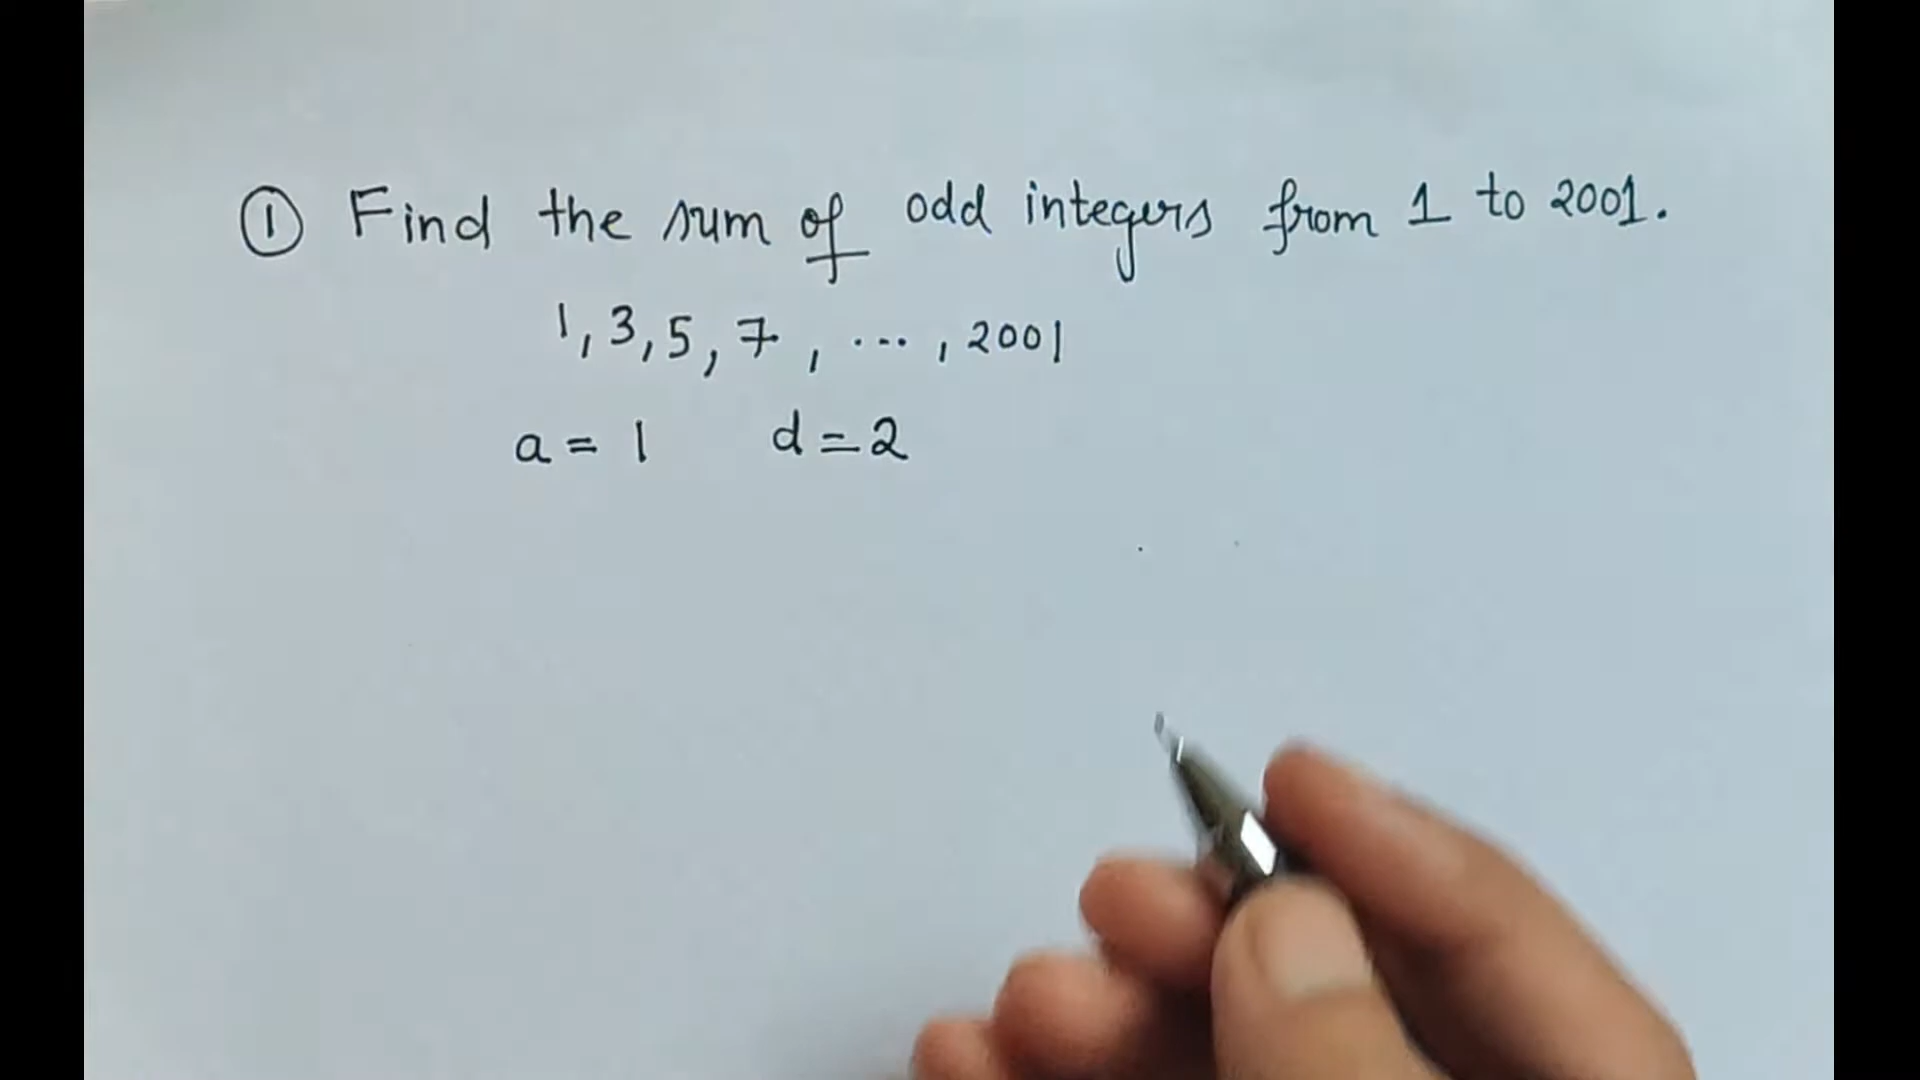 ① Find the sum of odd integers from 1 to 2001.
1, 3, 5, 7, ..., 2001
a = 1 d = 2